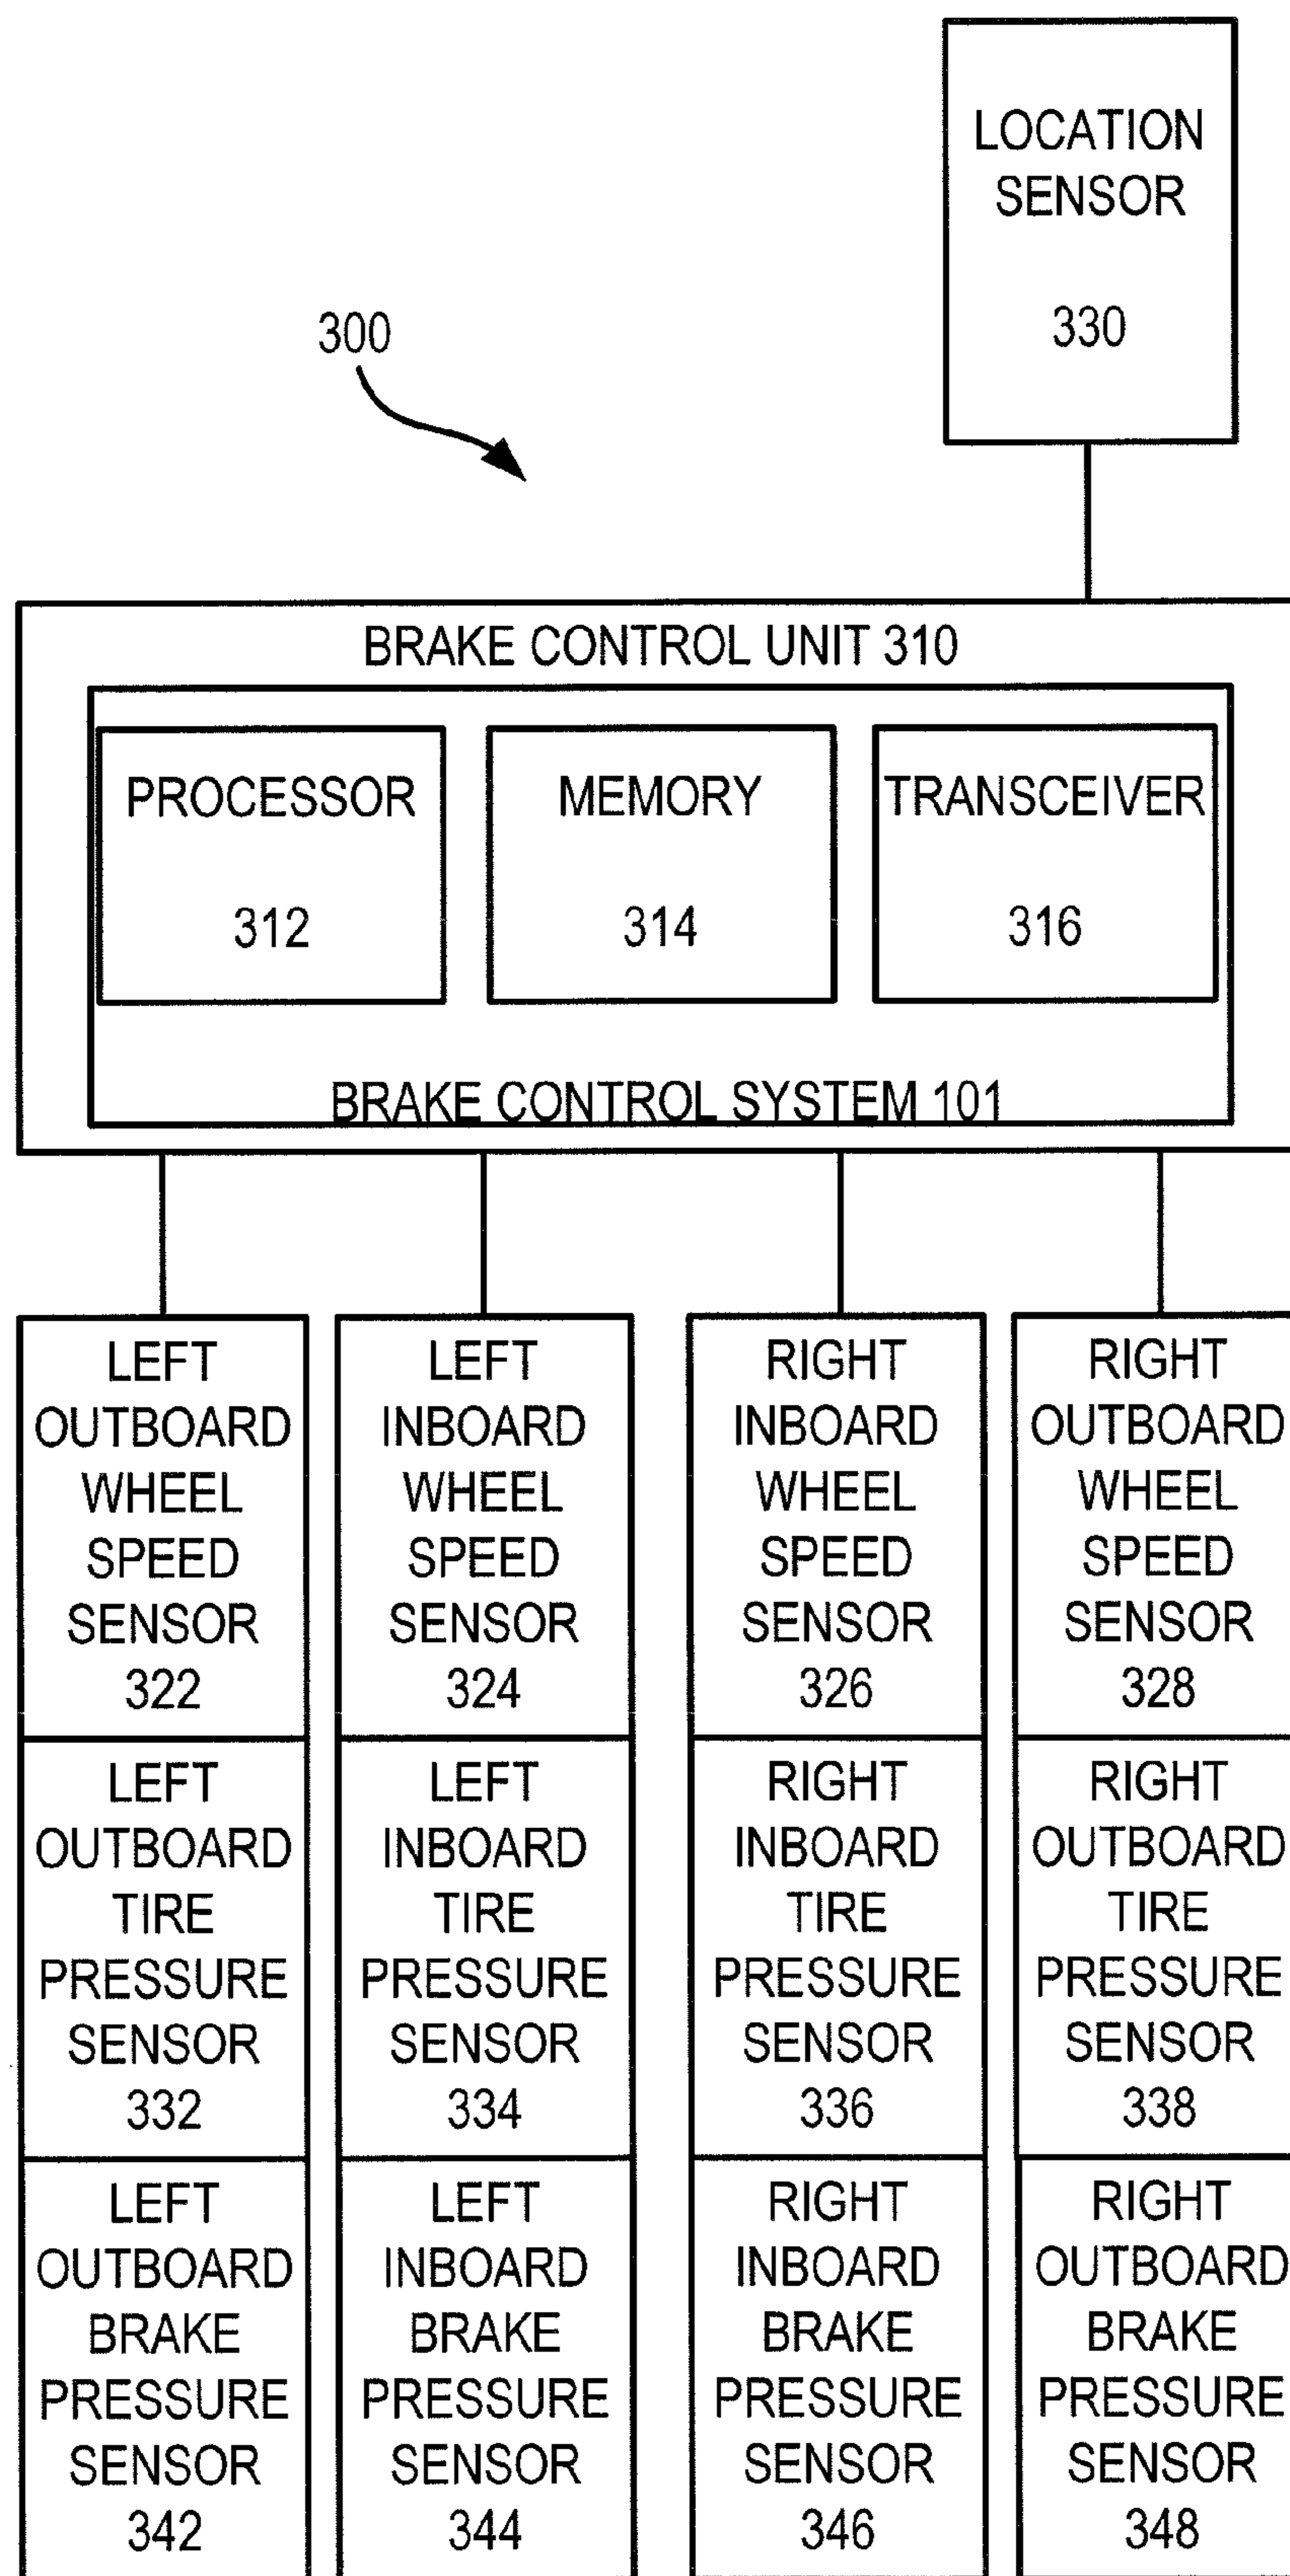 LOCATION
SENSOR
330
300
BRAKE CONTROL UNIT 310
PROCESSOR
312
MEMORY
314
TRANSCEIVER
316
BRAKE CONTROL SYSTEM 101
LEFT
OUTBOARD
WHEEL
SPEED
SENSOR
322
LEFT
OUTBOARD
TIRE
PRESSURE
SENSOR
332
LEFT
OUTBOARD
BRAKE
PRESSURE
SENSOR
342
LEFT
INBOARD
WHEEL
SPEED
SENSOR
324
LEFT
INBOARD
TIRE
PRESSURE
SENSOR
334
LEFT
INBOARD
BRAKE
PRESSURE
SENSOR
344
RIGHT
INBOARD
WHEEL
SPEED
SENSOR
326
RIGHT
INBOARD
TIRE
PRESSURE
SENSOR
336
RIGHT
INBOARD
BRAKE
PRESSURE
SENSOR
346
RIGHT
OUTBOARD
WHEEL
SPEED
SENSOR
328
RIGHT
OUTBOARD
TIRE
PRESSURE
SENSOR
338
RIGHT
OUTBOARD
BRAKE
PRESSURE
SENSOR
348